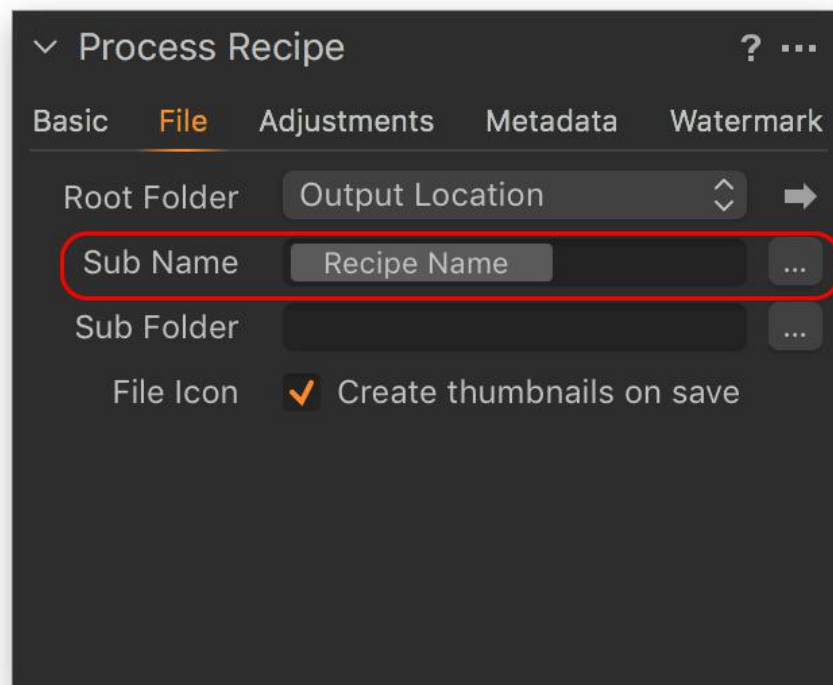 Process Recipe ? ...
Basic File Adjustments Metadata Watermark
Root Folder Output Location
Sub Name Recipe Name ...
Sub Folder ...
File Icon Create thumbnails on save